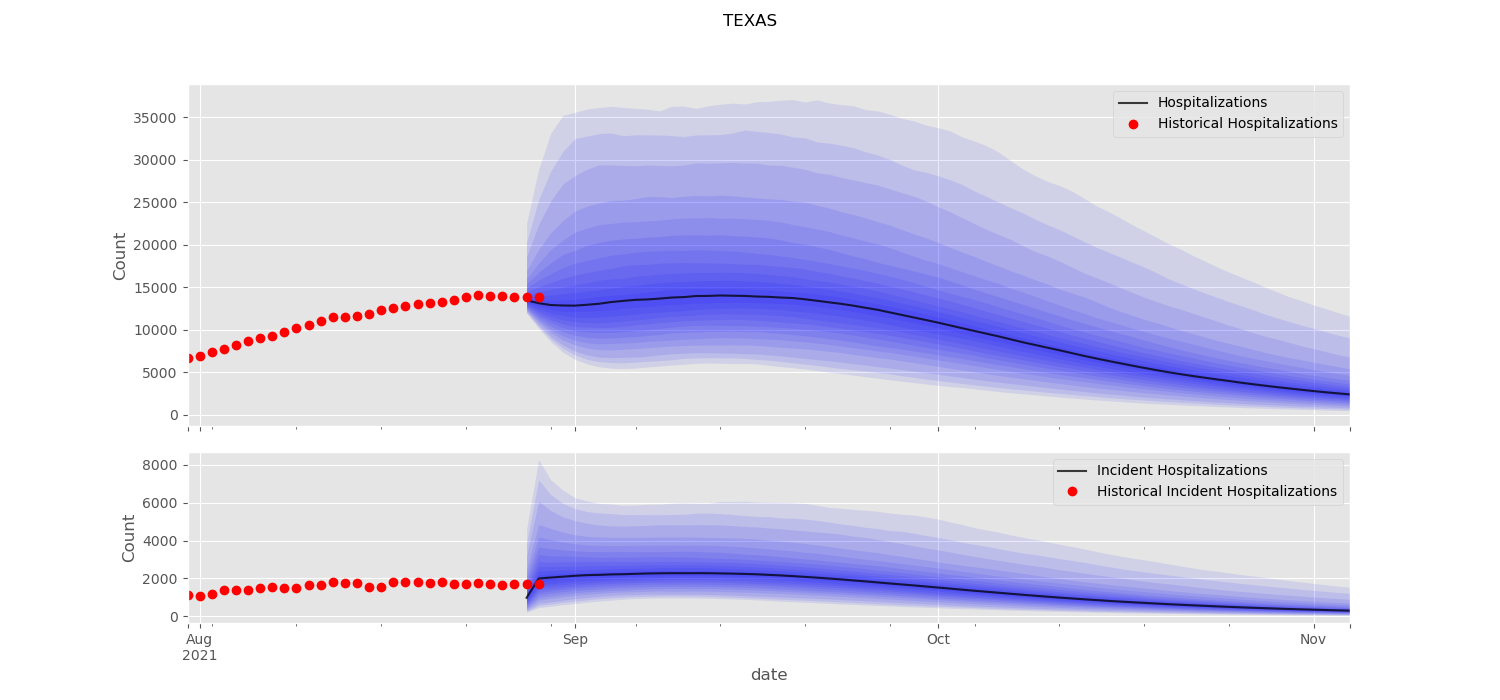 TEXAS
Hospitalizations
Historical Hospitalizations
35000
30000
25000
20000
15000
10000
5000
0
Count
Incident Hospitalizations
Historical Incident Hospitalizations
8000
6000
4000
2000
0
Count
Aug Sep Oct Nov
2021
date